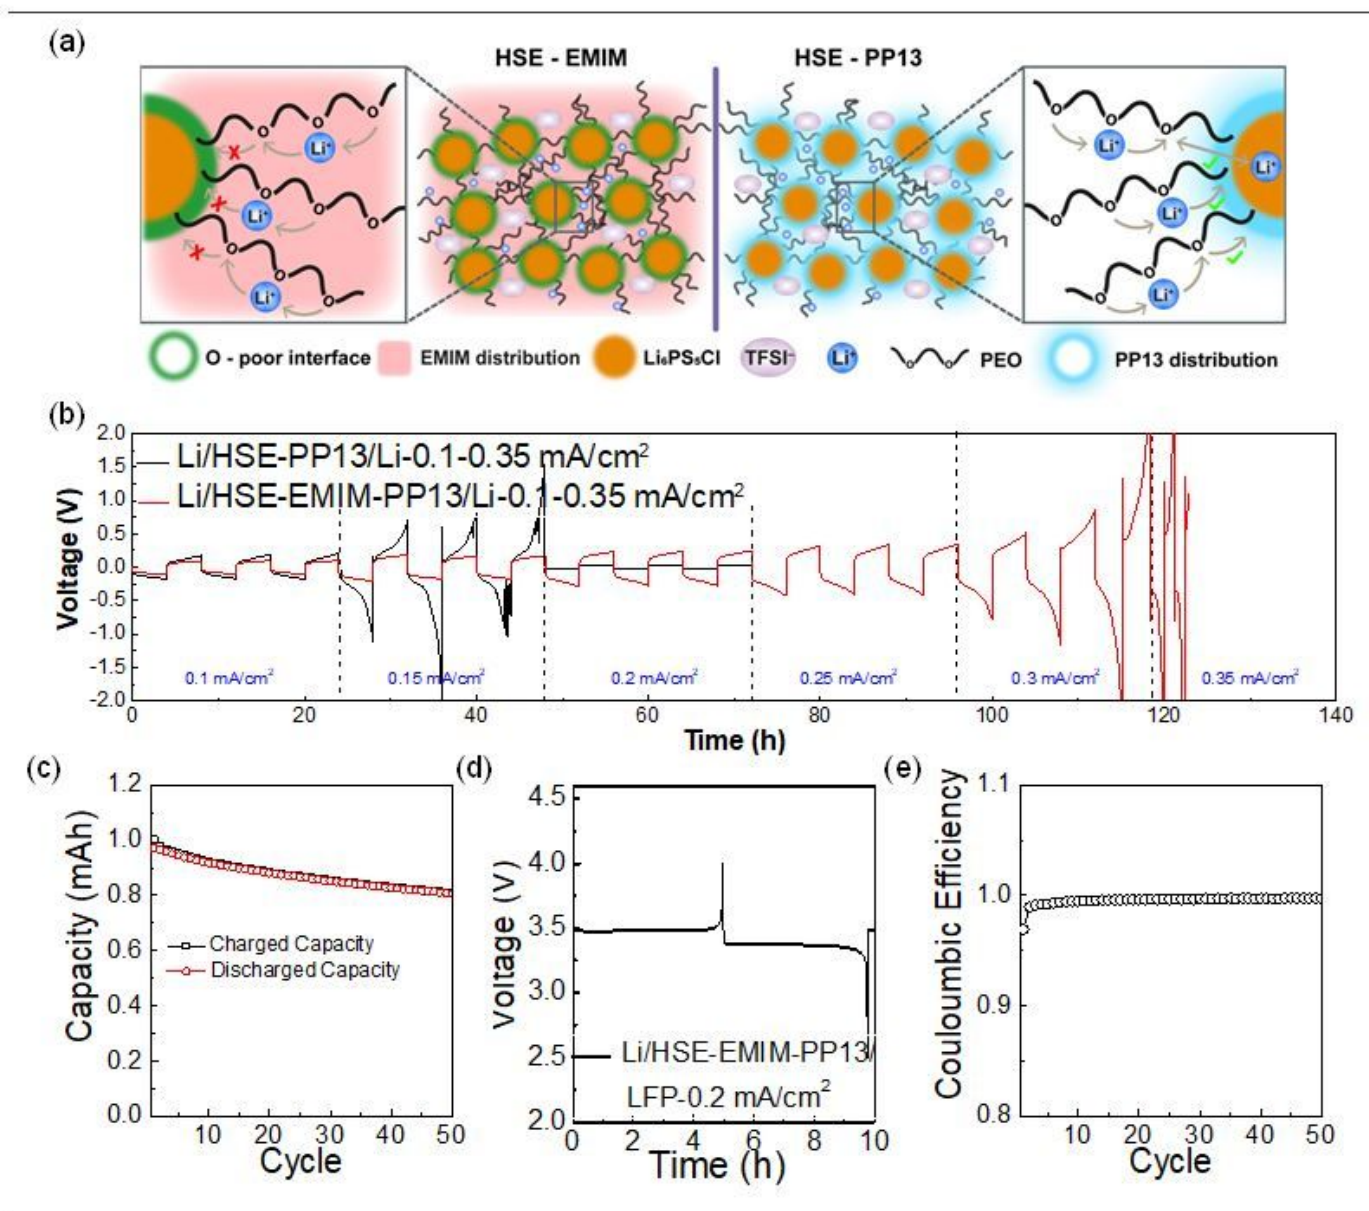 (a)
HSE - EMIM
HSE - PP13
Li⁺
Li⁺
Li⁺
Li⁺
Li⁺
Li⁺
Li⁺
O O O
O O O
O O O
O O
O O
O O
O - poor interface
EMIM distribution
Li₆PS₅Cl
TFSI⁻
Li⁺
PEO
PP13 distribution
(b)
Voltage (V)
2.0
1.5
1.0
0.5
0.0
-0.5
-1.0
-1.5
-2.0
Li/HSE-PP13/Li-0.1-0.35 mA/cm²
Li/HSE-EMIM-PP13/Li-0.1-0.35 mA/cm²
0.1 mA/cm²
0.15 mA/cm²
0.2 mA/cm²
0.25 mA/cm²
0.3 mA/cm²
0.35 mA/cm²
0 20 40 60 80 100 120 140
Time (h)
(c)
Capacity (mAh)
1.2
1.0
0.8
0.6
0.4
0.2
0.0
Charged Capacity
Discharged Capacity
10 20 30 40 50
Cycle
(d)
Voltage (V)
4.5
4.0
3.5
3.0
2.5
2.0
Li/HSE-EMIM-PP13/
LFP-0.2 mA/cm²
0 2 4 6 8 10
Time (h)
(e)
Couloumbic Efficiency
1.1
1.0
0.9
0.8
10 20 30 40 50
Cycle